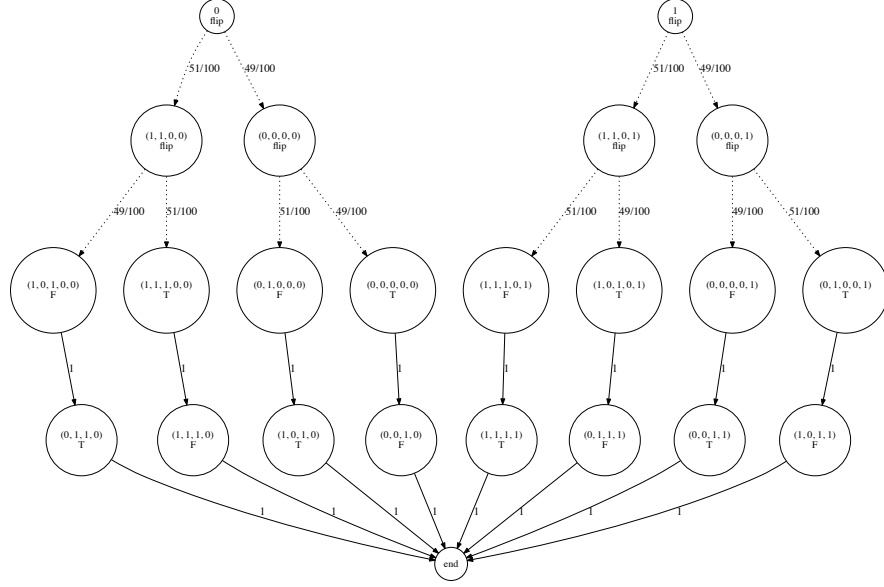 0
flip
1
flip
51/100
49/100
51/100
49/100
(1, 1, 0, 0)
flip
(0, 0, 0, 0)
flip
(1, 1, 0, 1)
flip
(0, 0, 0, 1)
flip
49/100
51/100
51/100
49/100
51/100
49/100
49/100
51/100
(1, 0, 1, 0, 0)
F
(1, 1, 1, 0, 0)
T
(0, 1, 0, 0, 0)
F
(0, 0, 0, 0, 0)
T
(1, 1, 1, 0, 1)
F
(1, 0, 1, 0, 1)
T
(0, 0, 0, 0, 1)
F
(0, 1, 0, 0, 1)
T
1
1
1
1
1
1
1
1
(0, 1, 1, 0)
T
(1, 1, 1, 0)
F
(1, 0, 1, 0)
T
(0, 0, 1, 0)
F
(1, 1, 1, 1)
T
(0, 1, 1, 1)
F
(0, 0, 1, 1)
T
(1, 0, 1, 1)
F
1
1
1
1
1
1
1
1
end